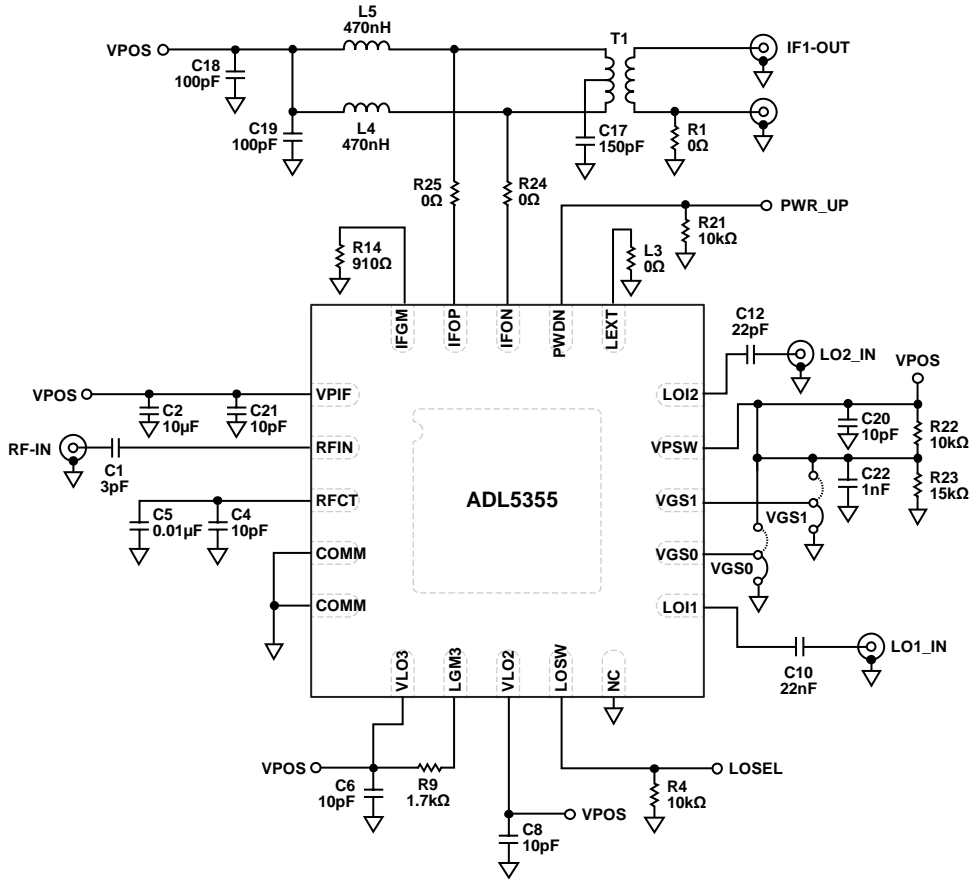 L5
470nH
VPOS
C18
100pF
T1
IF1-OUT
C19
100pF
L4
470nH
C17
150pF
R1
0Ω
R25
0Ω
R24
0Ω
PWR_UP
R21
10kΩ
R14
910Ω
L3
0Ω
IFGM
IFOP
IFON
PWDN
LEXT
C12
22pF
LO2_IN
VPOS
VPOS
C2
10µF
C21
10pF
VPIF
LOI2
C20
10pF
R22
10kΩ
RF-IN
C1
3pF
RFIN
VPSW
C22
1nF
R23
15kΩ
C5
0.01µF
C4
10pF
RFCT
ADL5355
VGS1
VGS1
COMM
VGS0
VGS0
COMM
LOI1
LO1_IN
C10
22nF
VLO3
LGM3
VLO2
LOSW
NC
VPOS
C6
10pF
R9
1.7kΩ
LOSEL
R4
10kΩ
VPOS
C8
10pF